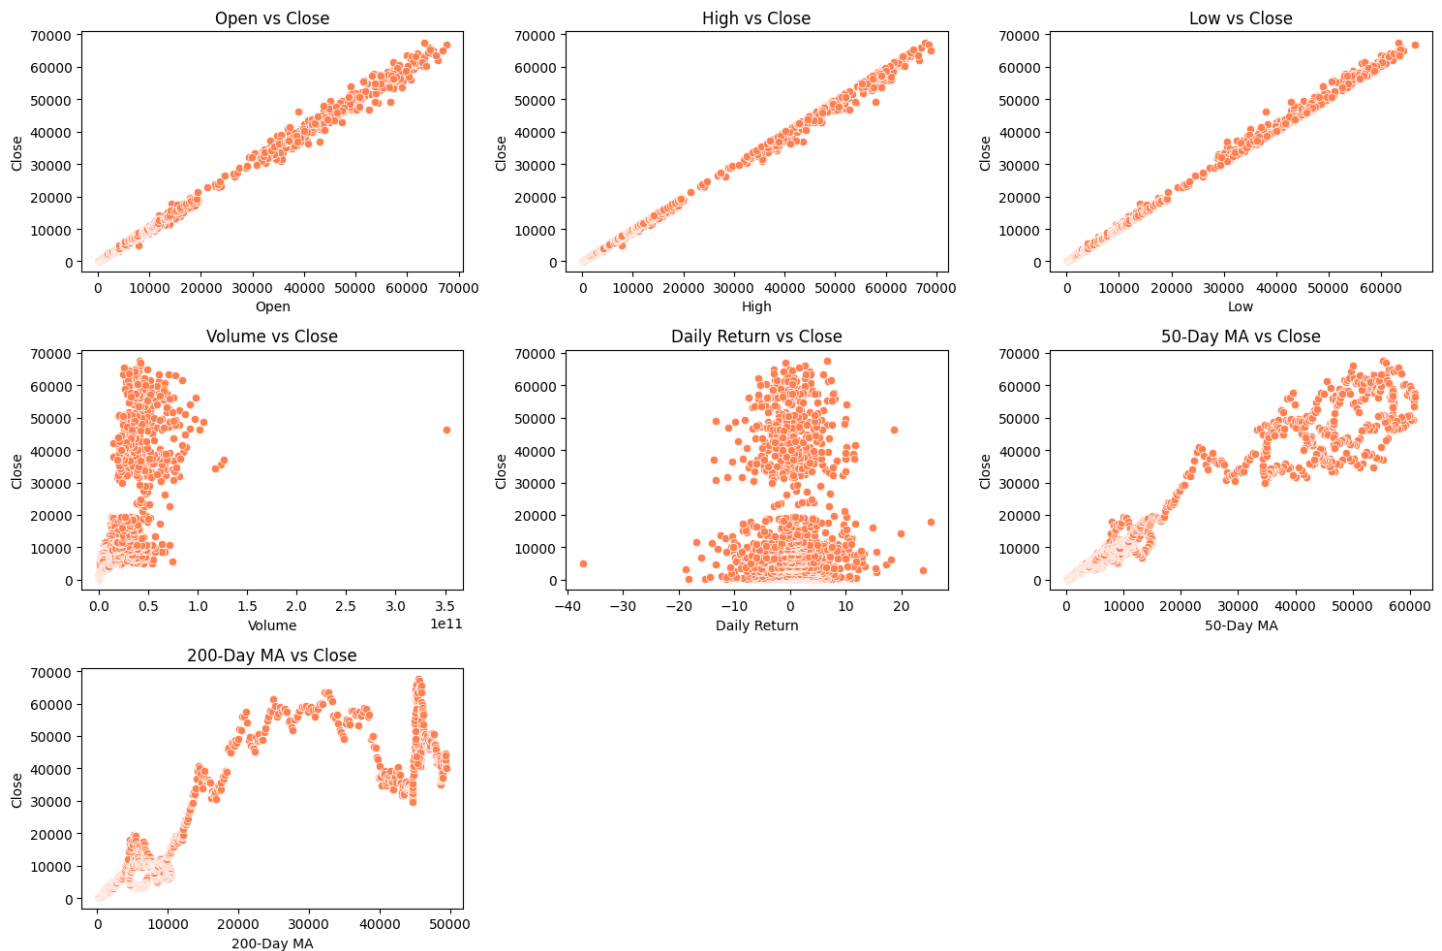 Open vs Close
High vs Close
Low vs Close
70000
60000
50000
40000
30000
20000
10000
0
Close
0 10000 20000 30000 40000 50000 60000 70000
Open
70000
60000
50000
40000
30000
20000
10000
0
Close
0 10000 20000 30000 40000 50000 60000 70000
High
70000
60000
50000
40000
30000
20000
10000
0
Close
0 10000 20000 30000 40000 50000 60000
Low
Volume vs Close
Daily Return vs Close
50-Day MA vs Close
70000
60000
50000
40000
30000
20000
10000
0
Close
0.0 0.5 1.0 1.5 2.0 2.5 3.0 3.5
Volume
1e11
70000
60000
50000
40000
30000
20000
10000
0
Close
−40 −30 −20 −10 0 10 20
Daily Return
70000
60000
50000
40000
30000
20000
10000
0
Close
0 10000 20000 30000 40000 50000 60000
50-Day MA
200-Day MA vs Close
70000
60000
50000
40000
30000
20000
10000
0
Close
0 10000 20000 30000 40000 50000
200-Day MA